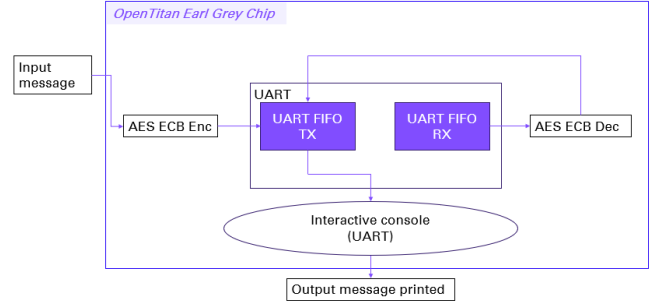 OpenTitan Earl Grey Chip
Input
message
UART
AES ECB Enc
UART FIFO
TX
UART FIFO
RX
AES ECB Dec
Interactive console
(UART)
Output message printed